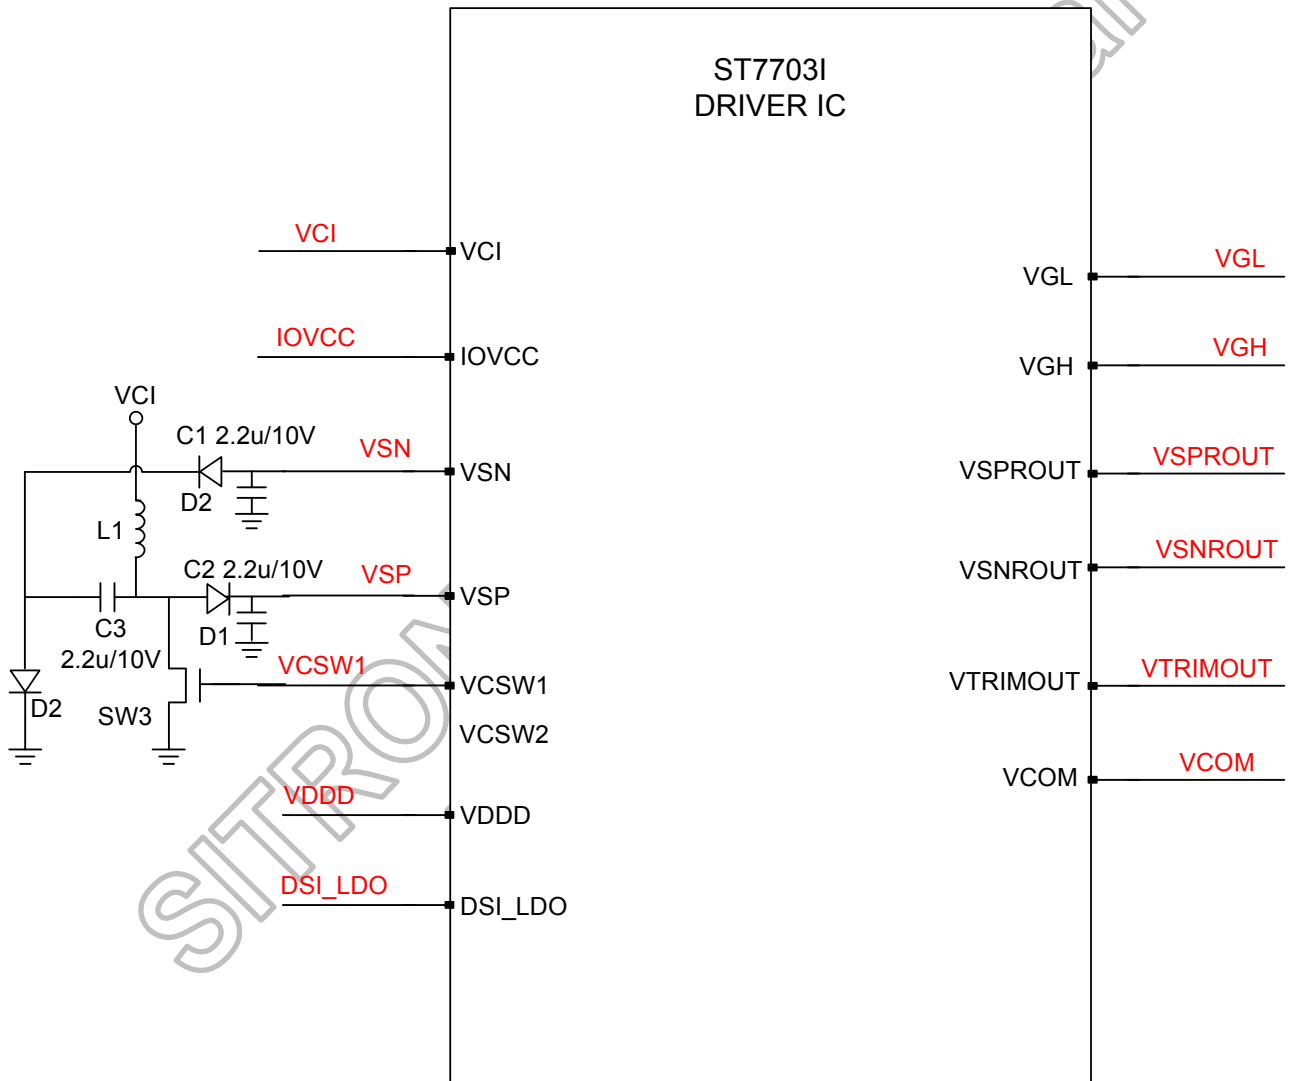 ST7703I
DRIVER IC
VCI
VCI
IOVCC
IOVCC
VCI
C1 2.2u/10V
VSN
VSN
D2
L1
C2 2.2u/10V
VSP
VSP
C3
2.2u/10V
D1
VCSW1
VCSW1
D2
SW3
VCSW2
VDDD
VDDD
DSI_LDO
DSI_LDO
VGL
VGL
VGH
VGH
VSPROUT
VSPROUT
VSNROUT
VSNROUT
VTRIMOUT
VTRIMOUT
VCOM
VCOM
SITRON